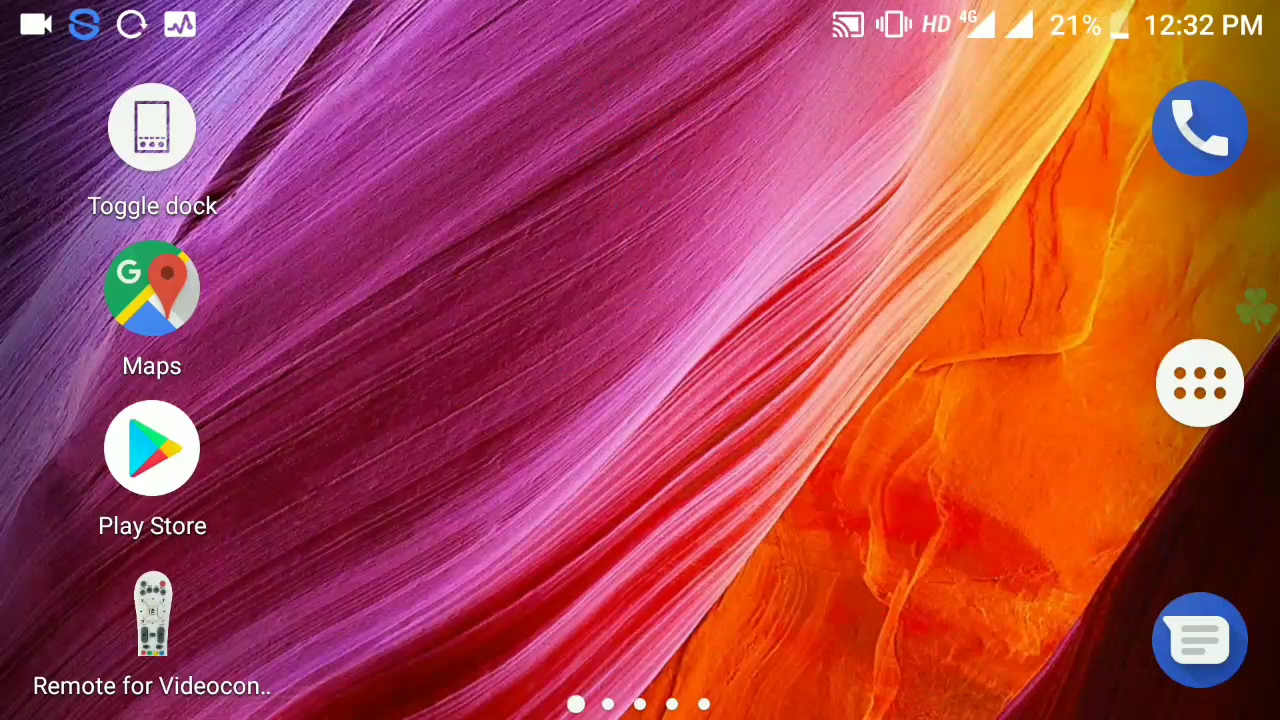 HD 4G 21% 12:32 PM
Toggle dock
G
Maps
Play Store
Remote for Videocon..